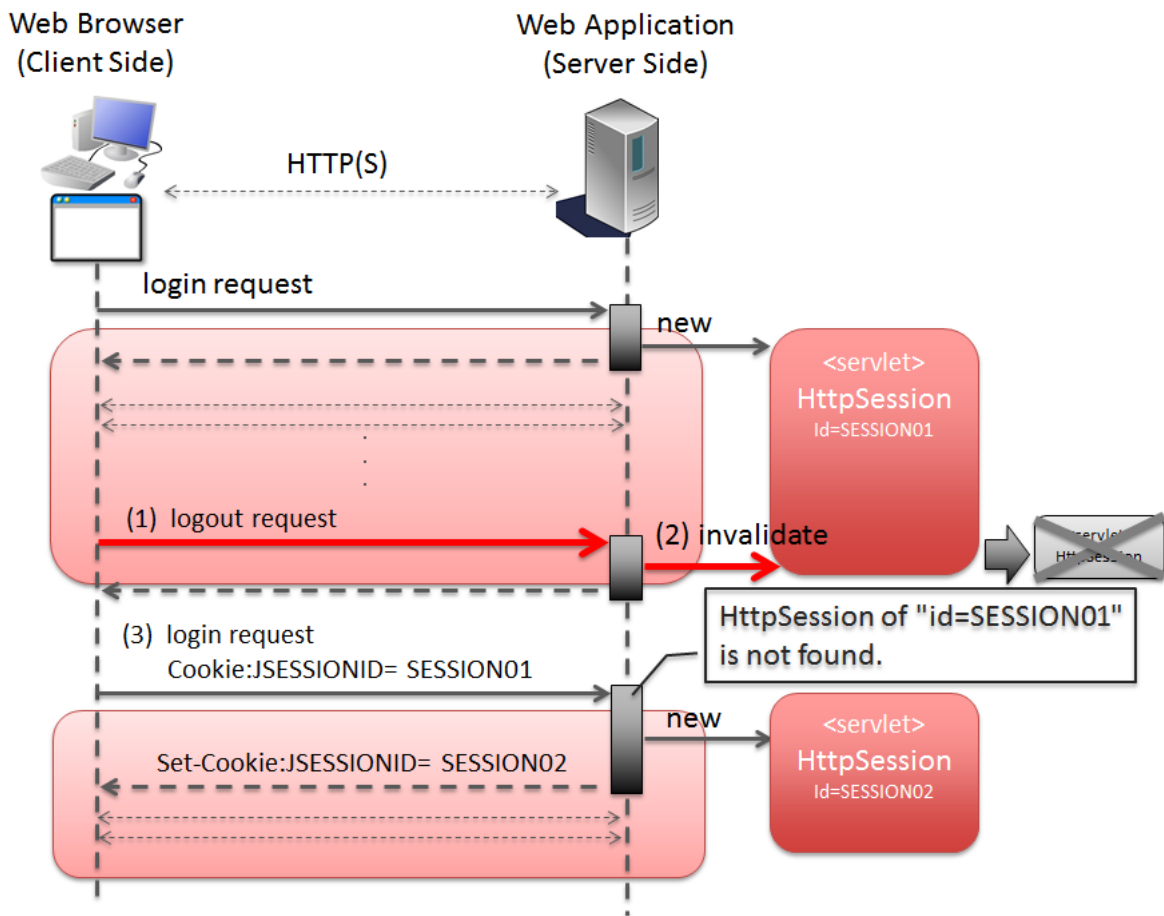 Web Browser
(Client Side)
Web Application
(Server Side)
HTTP(S)
login request
new
<servlet>
HttpSession
Id=SESSION01
.
.
.
(1) logout request
(2) invalidate
<servlet>
HttpSession
HttpSession of "id=SESSION01"
is not found.
(3) login request
Cookie:JSESSIONID= SESSION01
new
<servlet>
HttpSession
Id=SESSION02
Set-Cookie:JSESSIONID= SESSION02